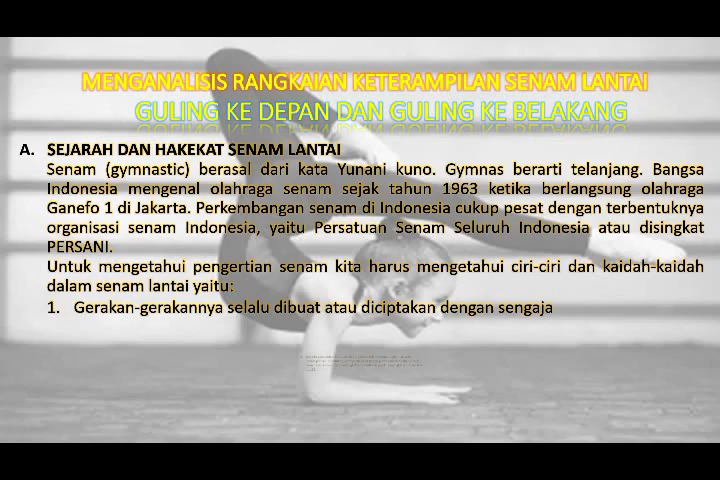 MENGANALISIS RANGKAIAN KETERAMPILAN SENAM LANTAI
GULING KE DEPAN DAN GULING KE BELAKANG
A. SEJARAH DAN HAKEKAT SENAM LANTAI
Senam (gymnastic) berasal dari kata Yunani kuno. Gymnas berarti telanjang. Bangsa
Indonesia mengenal olahraga senam sejak tahun 1963 ketika berlangsung olahraga
Ganefo 1 di Jakarta. Perkembangan senam di Indonesia cukup pesat dengan terbentuknya
organisasi senam Indonesia, yaitu Persatuan Senam Seluruh Indonesia atau disingkat
PERSANI.
Untuk mengetahui pengertian senam kita harus mengetahui ciri-ciri dan kaidah-kaidah
dalam senam lantai yaitu:
1. Gerakan-gerakannya selalu dibuat atau diciptakan dengan sengaja